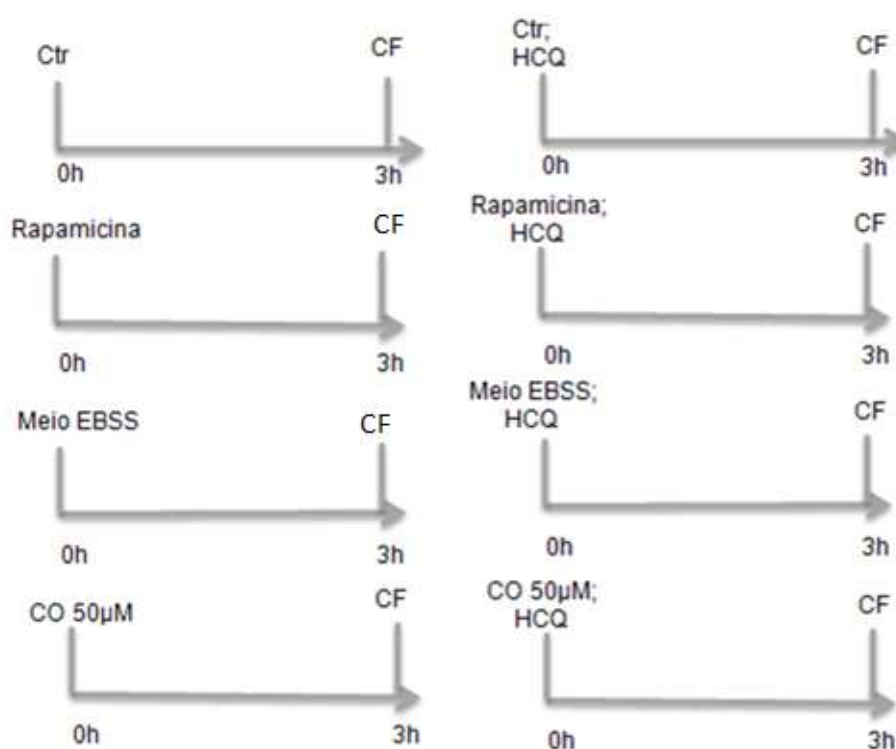 Ctr
CF
0h
3h
Ctr;
HCQ
CF
0h
3h
Rapamicina
CF
0h
3h
Rapamicina;
HCQ
CF
0h
3h
Meio EBSS
CF
0h
3h
Meio EBSS;
HCQ
CF
0h
3h
CO 50µM
CF
0h
3h
CO 50µM;
HCQ
CF
0h
3h